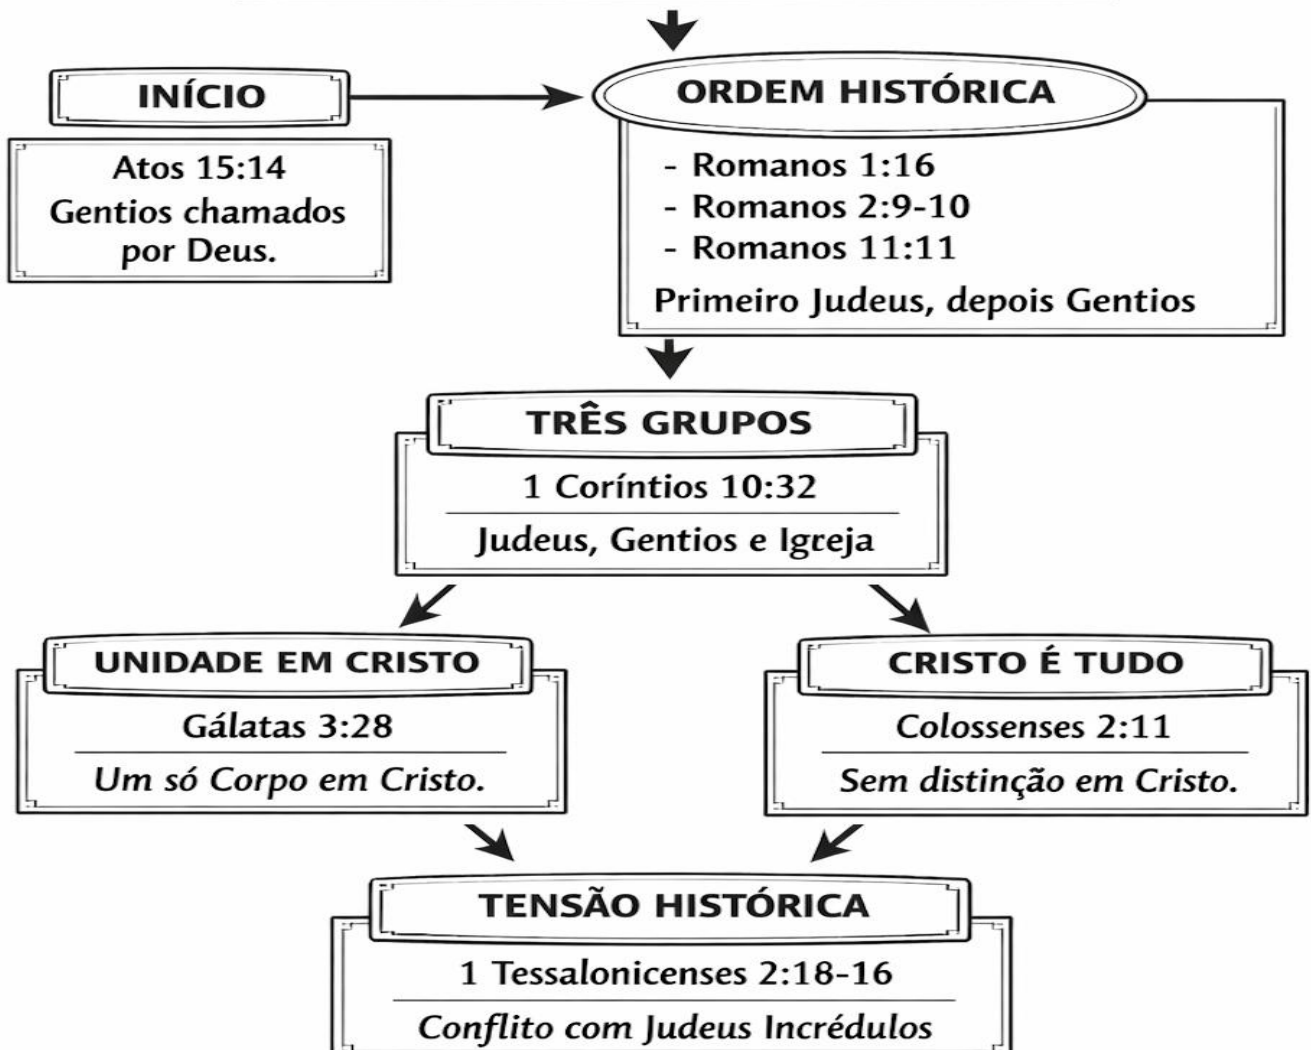 INÍCIO
Atos 15:14
Gentios chamados
por Deus.
ORDEM HISTÓRICA
- Romanos 1:16
- Romanos 2:9-10
- Romanos 11:11
Primeiro Judeus, depois Gentios
TRÊS GRUPOS
1 Coríntios 10:32
Judeus, Gentios e Igreja
UNIDADE EM CRISTO
Gálatas 3:28
Um só Corpo em Cristo.
CRISTO É TUDO
Colossenses 2:11
Sem distinção em Cristo.
TENSÃO HISTÓRICA
1 Tessalonicenses 2:18-16
Conflito com Judeus Incrédulos